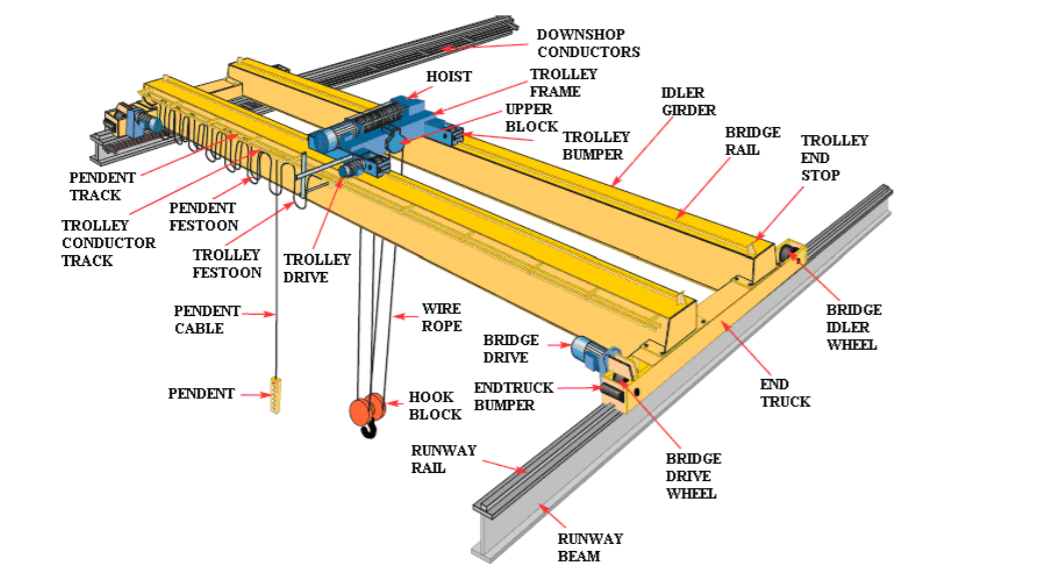 DOWNSHOP
CONDUCTORS
HOIST
TROLLEY
FRAME
UPPER
BLOCK
TROLLEY
BUMPER
IDLER
GIRDER
BRIDGE
RAIL
TROLLEY
END
STOP
PENDENT
TRACK
TROLLEY
CONDUCTOR
TRACK
PENDENT
FESTOON
TROLLEY
FESTOON
TROLLEY
DRIVE
PENDENT
CABLE
WIRE
ROPE
BRIDGE
DRIVE
BRIDGE
IDLER
WHEEL
PENDENT
HOOK
BLOCK
ENDTRUCK
BUMPER
END
TRUCK
RUNWAY
RAIL
BRIDGE
DRIVE
WHEEL
RUNWAY
BEAM